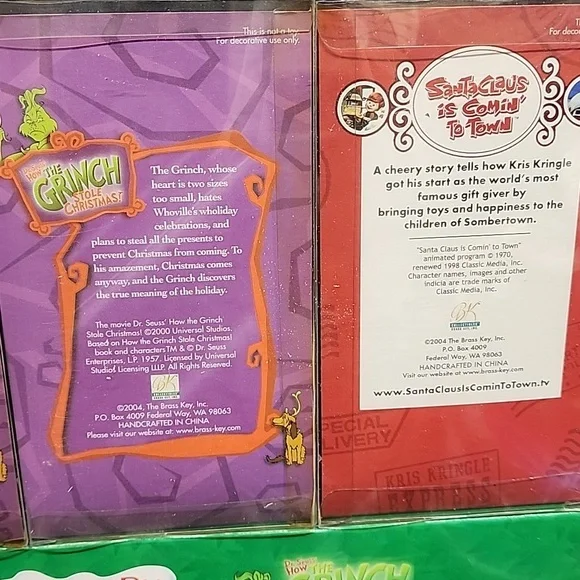 This is not a toy.
For decorative use only.
HOW THE
GRINCH
STOLE
CHRISTMAS!
The Grinch, whose
heart is two sizes
too small, hates
Whoville's wholiday
celebrations, and
plans to steal all the presents to
prevent Christmas from coming. To
his amazement, Christmas comes
anyway, and the Grinch discovers
the true meaning of the holiday.
The movie Dr. Seuss' How the Grinch
Stole Christmas! ©2000 Universal Studios.
Based on How the Grinch Stole Christmas!
book and characters TM & © Dr. Seuss
Enterprises, L.P. 1957. Licensed by Universal
Studios Licensing LLLP. All Rights Reserved.
BK
©2004, The Brass Key, Inc.
P.O. Box 4009 Federal Way, WA 98063
HANDCRAFTED IN CHINA
Please visit our website at: www.brass-key.com
This
For deco
Santa Claus
is Comin'
To Town
A cheery story tells how Kris Kringle
got his start as the world's most
famous gift giver by
bringing toys and happiness to the
children of Sombertown.
"Santa Claus is Comin' to Town"
animated program © 1970,
renewed 1998 Classic Media, Inc.
Character names, images and other
indicia are trade marks of
Classic Media, Inc.
BK
COLLECTIBLES
©2004 The Brass Key, Inc.
P.O. Box 4009
Federal Way, WA 98063
HANDCRAFTED IN CHINA
Visit our website at www.brass-key.com
www.SantaClausIsCominToTown.tv
SPECIAL
DELIVERY
KRIS KRINGLE
EXPRESS
Dr. Seuss'
How THE
GRINCH